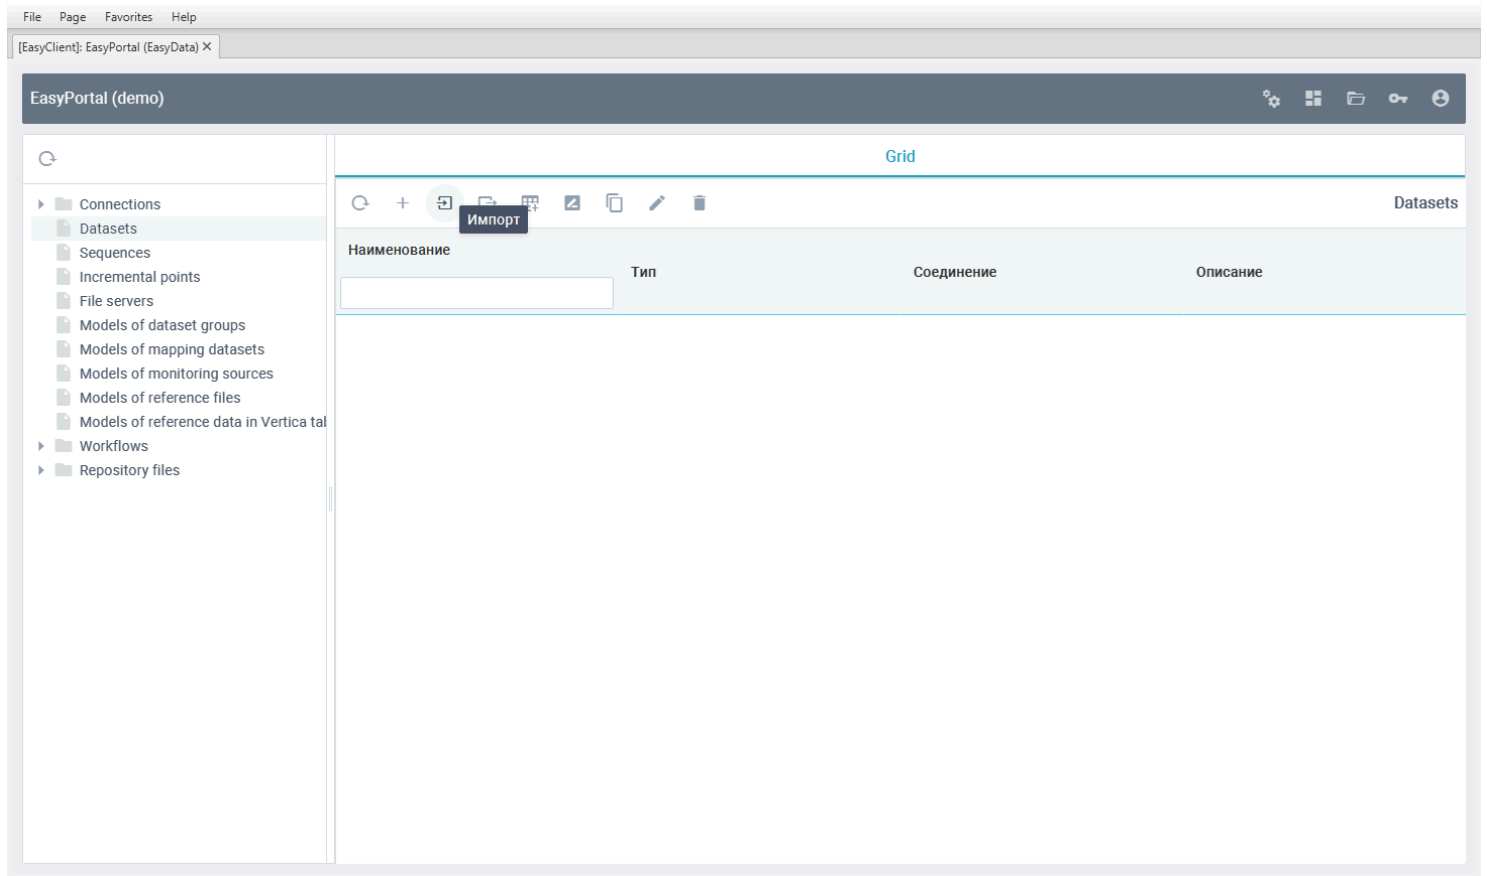 File Page Favorites Help
[EasyClient]: EasyPortal (EasyData)
EasyPortal (demo)
Grid
Connections
Datasets
Sequences
Incremental points
File servers
Models of dataset groups
Models of mapping datasets
Models of monitoring sources
Models of reference files
Models of reference data in Vertica tal
Workflows
Repository files
Импорт
Datasets
Наименование
Тип
Соединение
Описание